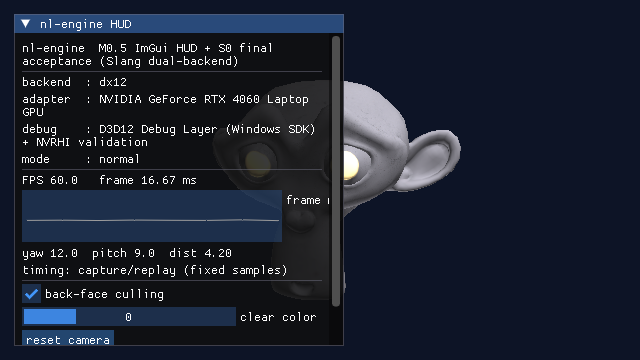 nl-engine HUD
nl-engine  M0.5 ImGui HUD + S0 final
acceptance (Slang dual-backend)
backend  : dx12
adapter  : NVIDIA GeForce RTX 4060 Laptop
GPU
debug    : D3D12 Debug Layer (Windows SDK)
+ NVRHI validation
mode     : normal
FPS 60.0   frame 16.67 ms
frame
yaw 12.0  pitch 9.0  dist 4.20
timing: capture/replay (fixed samples)
back-face culling
0 clear color
reset camera